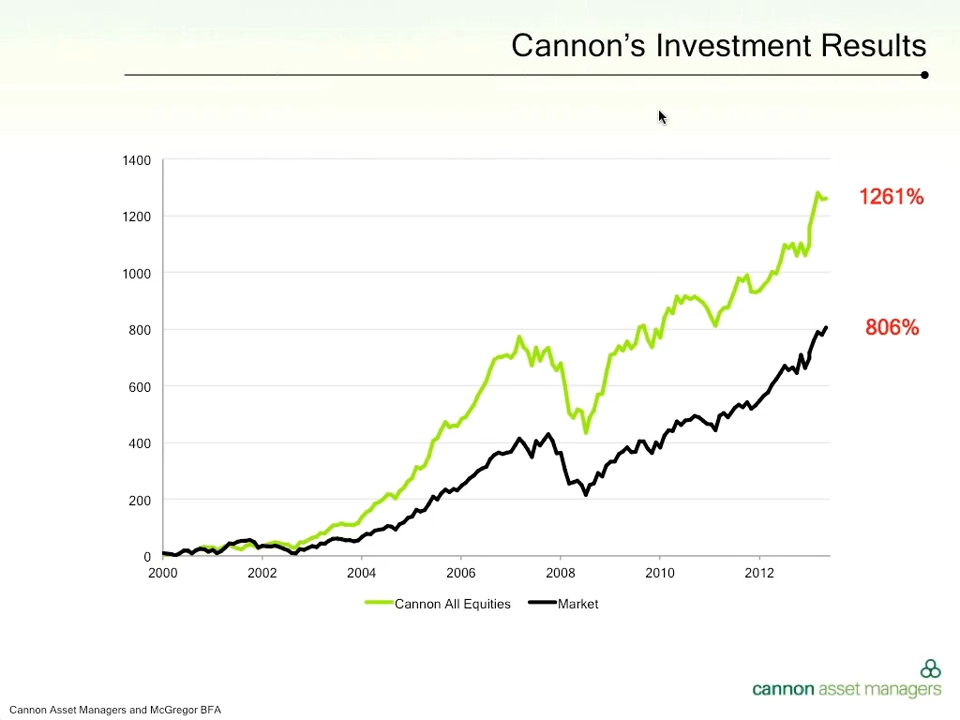 Cannon's Investment Results
1400
1261%
1200
1000
800
806%
600
400
200
0
2000 2002 2004 2006 2008 2010 2012
Cannon All Equities Market
cannon asset managers
Cannon Asset Managers and McGregor BFA